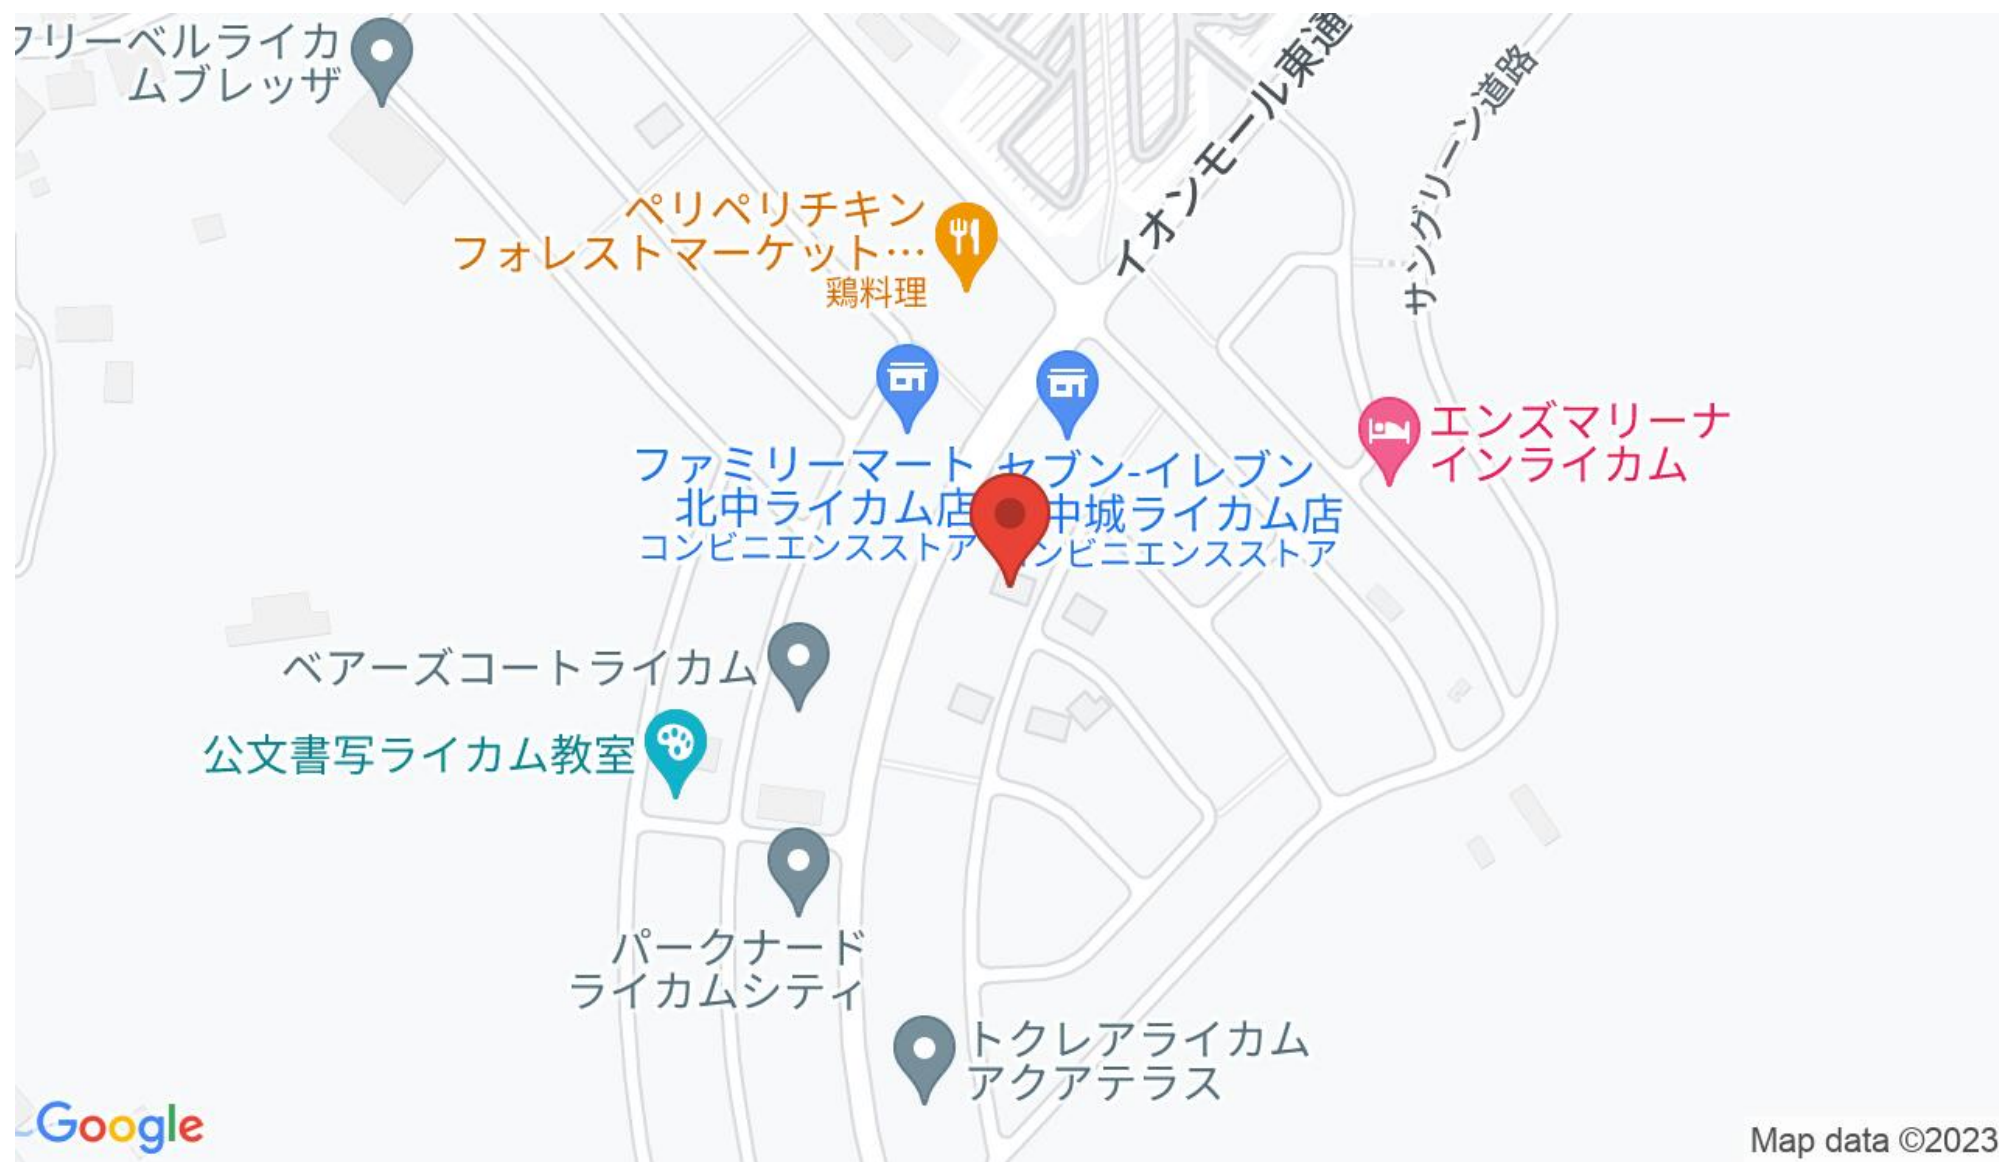 フリーベルライカ
ムブレッザ
イオンモール東通
サングリーン道路
ペリペリチキン
フォレストマーケット…
鶏料理
ファミリーマート
北中ライカム店
コンビニエンスストア
セブン-イレブン
中城ライカム店
ンビニエンスストア
エンズマリーナ
インライカム
ベアーズコートライカム
公文書写ライカム教室
パークナード
ライカムシティ
トクレアライカム
アクアテラス
Google
Map data ©2023